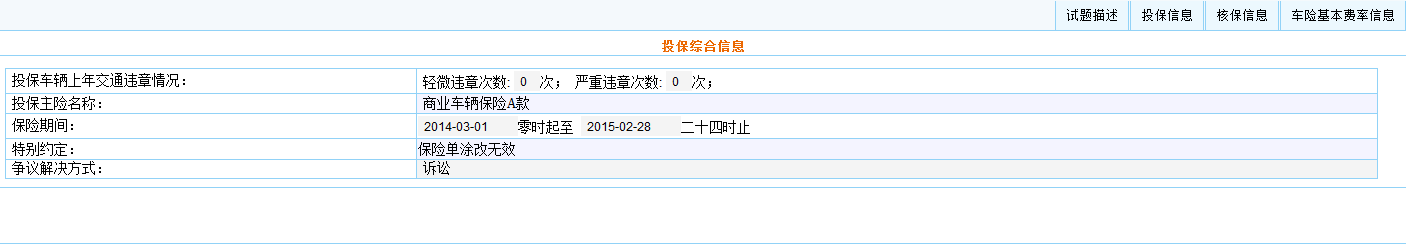 试题描述 投保信息 核保信息 车险基本费率信息
投保综合信息
投保车辆上年交通违章情况： 轻微违章次数: 0 次； 严重违章次数: 0 次；
投保主险名称： 商业车辆保险A款
保险期间： 2014-03-01 零时起至 2015-02-28 二十四时止
特别约定： 保险单涂改无效
争议解决方式： 诉讼